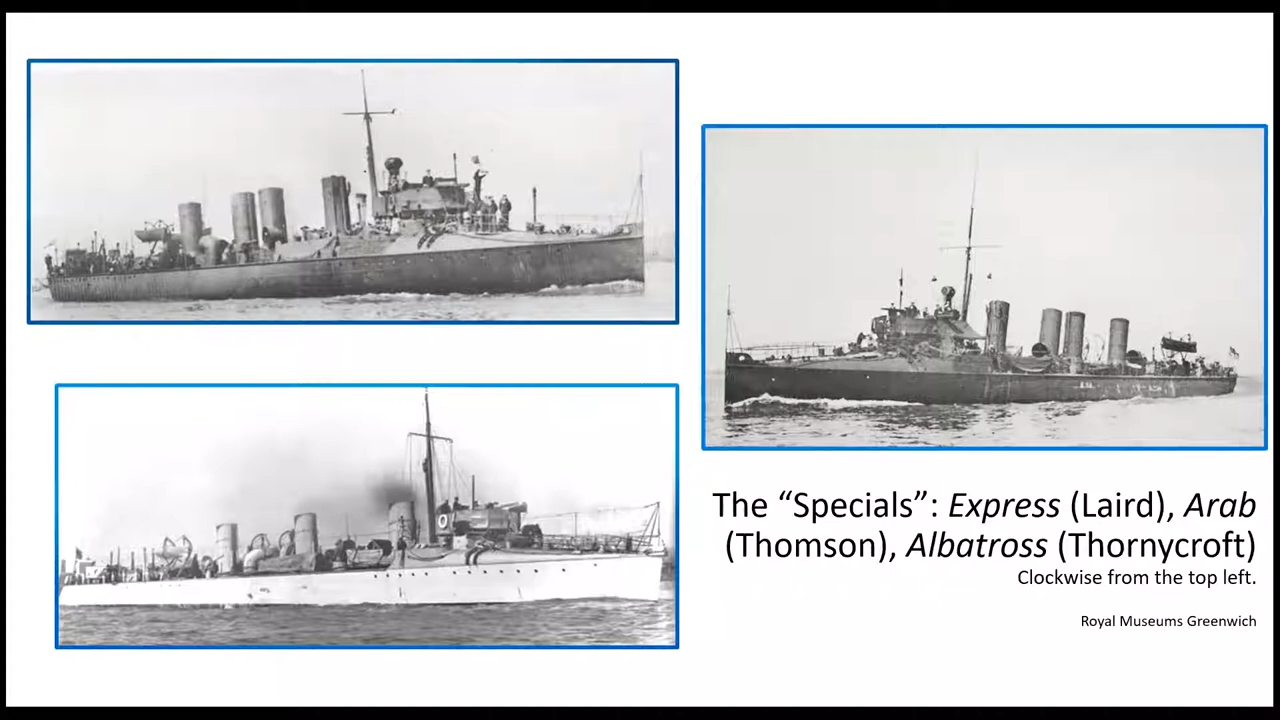 The “Specials”: Express (Laird), Arab
(Thomson), Albatross (Thornycroft)
Clockwise from the top left.
Royal Museums Greenwich